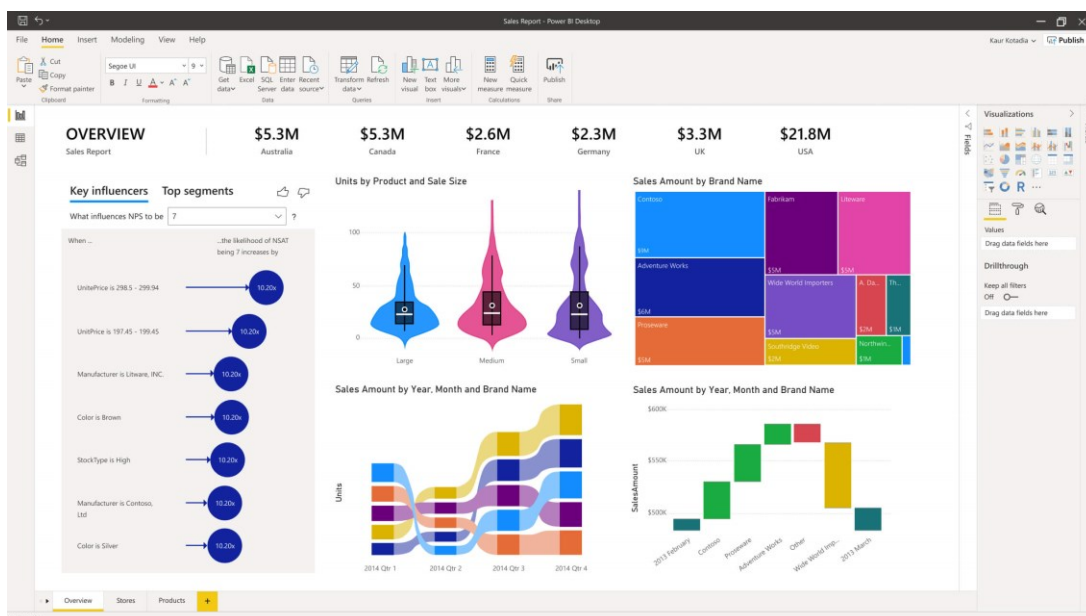 Sales Report - Power BI Desktop
File Home Insert Modeling View Help
Kaur Kotadia
Publish
Paste
Cut
Copy
Format painter
Clipboard
Segoe UI
9
B I U A A A
Formatting
Get data
Excel
SQL Server
Enter data
Recent source
Data
Transform data
Refresh
Queries
New visual
Text box
More visuals
Insert
New measure
Quick measure
Calculations
Publish
Share
OVERVIEW
Sales Report
$5.3M
Australia
$5.3M
Canada
$2.6M
France
$2.3M
Germany
$3.3M
UK
$21.8M
USA
Key influencers Top segments
What influences NPS to be 7 ?
When ...
...the likelihood of NSAT
being 7 increases by
UnitePrice is 298.5 - 299.94
10.20x
UnitPrice is 197.45 - 199.45
10.20x
Manufacturer is Litware, INC.
10.20x
Color is Brown
10.20x
StockType is High
10.20x
Manufacturer is Contoso,
Ltd
10.20x
Color is Silver
10.20x
Units by Product and Sale Size
100
50
0
Large Medium Small
Sales Amount by Brand Name
Contoso
$9M
Adventure Works
$6M
Proseware
$5M
Fabrikam
$5M
Liteware
$5M
Wide World Importers
$5M
Southridge Video
$2M
A. Da...
$2M
Th...
$1M
Northwin...
$1M
Sales Amount by Year, Month and Brand Name
Units
2014 Qtr 1 2014 Qtr 2 2014 Qtr 3 2014 Qtr 4
Sales Amount by Year, Month and Brand Name
$600K
$550K
$500K
SalesAmount
2013 February
Contoso
Proseware
Adventure Works
Other
Wide World Imp...
2013 March
Fields
Visualizations
R ...
Values
Drag data fields here
Drillthrough
Keep all filters
Off
Drag data fields here
Overview Stores Products +